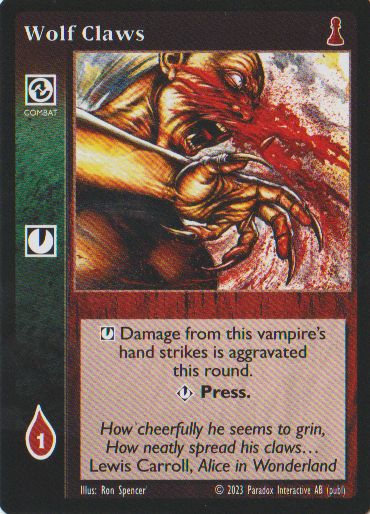 Wolf Claws
COMBAT
Damage from this vampire's
hand strikes is aggravated
this round.
Press.
1
How cheerfully he seems to grin,
How neatly spread his claws...
Lewis Carroll, Alice in Wonderland
Illus: Ron Spencer © 2023 Paradox Interactive AB (publ)